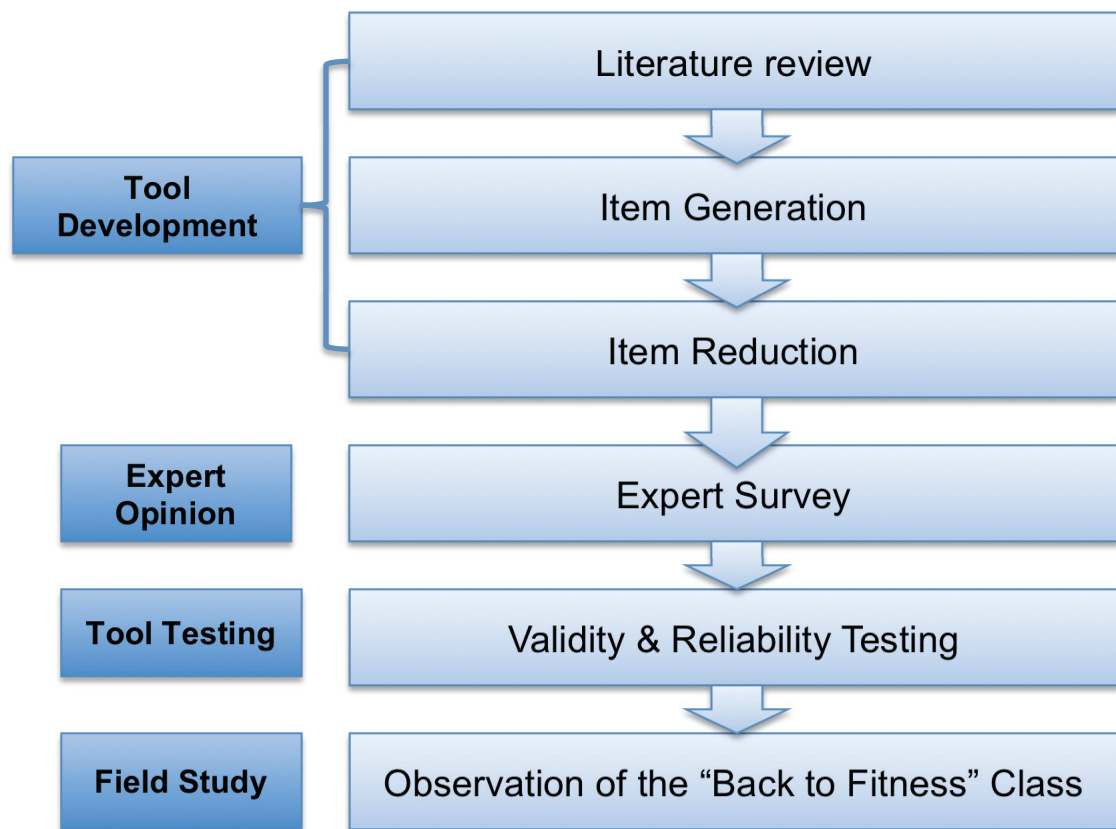 Literature review
Tool
Development
Item Generation
Item Reduction
Expert
Opinion
Expert Survey
Tool Testing
Validity & Reliability Testing
Field Study
Observation of the “Back to Fitness” Class